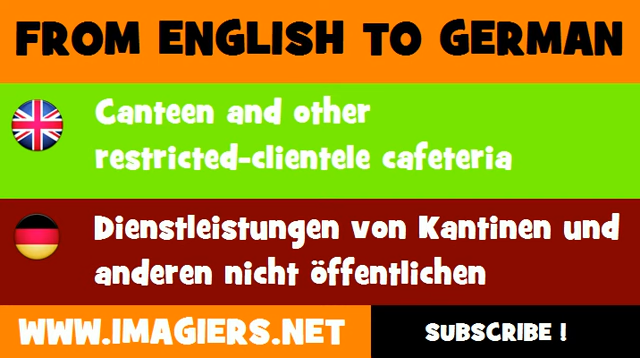 FROM ENGLISH TO GERMAN
Canteen and other
restricted-clientele cafeteria
Dienstleistungen von Kantinen und
anderen nicht öffentlichen
WWW.IMAGIERS.NET
SUBSCRIBE !